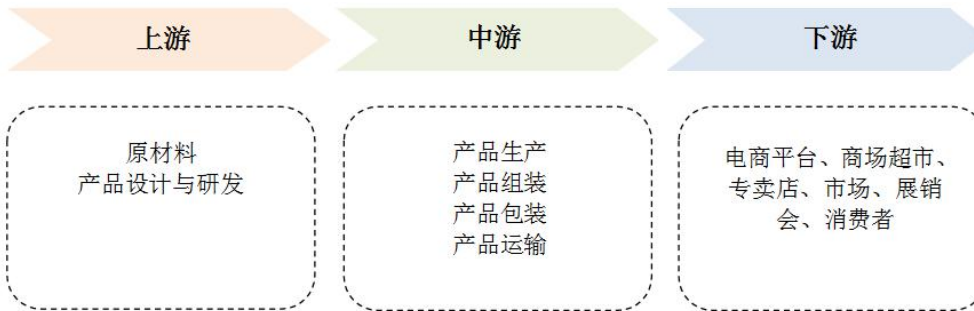 上游
中游
下游
原材料
产品设计与研发
产品生产
产品组装
产品包装
产品运输
电商平台、商场超市、
专卖店、市场、展销
会、消费者